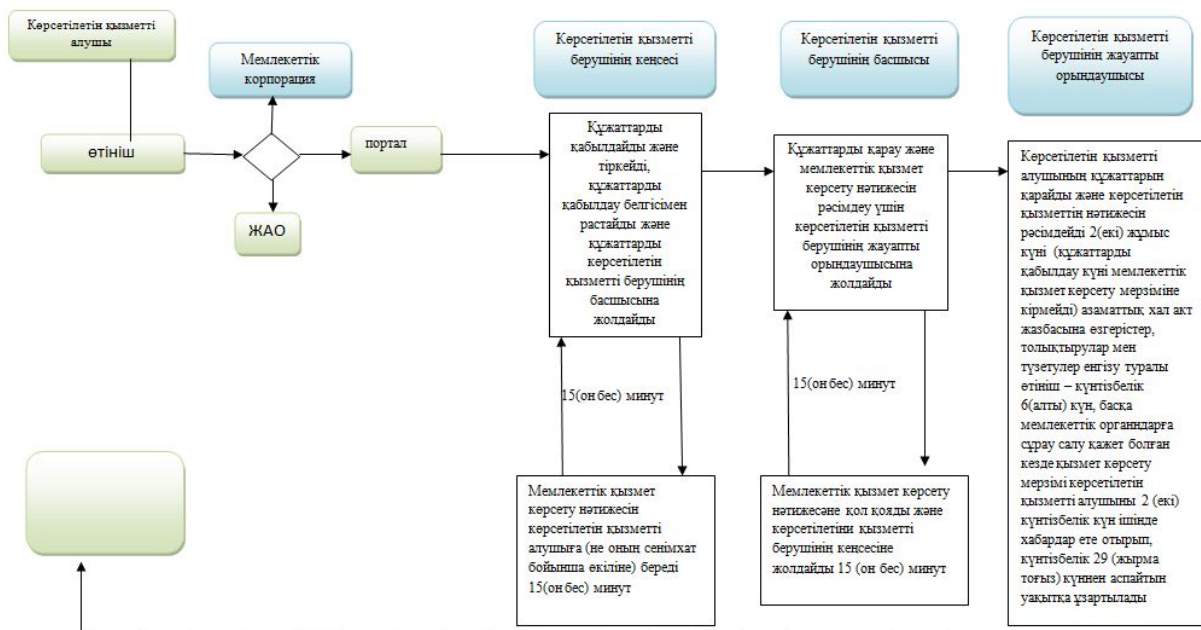 Көрсетілетін қызметті
алушы
Мемлекеттік
корпорация
Көрсетілетін қызметті
берушінің кеңсесі
Көрсетілетін қызметті
берушінің басшысы
Көрсетілетін қызметті
берушінің жауапты
орындаушысы
өтініш
портал
ЖАО
Құжаттарды
қабылдайды және
тіркейді,
құжаттарды
қабылдау белгісімен
растайды және
құжаттарды
көрсетілетін
қызметті берушінің
басшысына
жолдайды
Құжаттарды қарау және
мемлекеттік қызмет
көрсету нәтижесін
рәсімдеу үшін
көрсетілетін қызметті
берушінің жауапты
орындаушысына
жолдайды
Көрсетілетін қызметті
алушының құжаттарын
қарайды және көрсетілетін
қызметтің нәтижесін
рәсімдейді 2(екі) жұмыс
күні (құжаттарды
қабылдау күні мемлекеттік
қызмет көрсету мерзіміне
кірмейді) азаматтық хал акт
жазбасына өзгерістер,
толықтырулар мен
түзетулер енгізу туралы
өтініш – күнтізбелік
6(алты) күн, басқа
мемлекеттік органндарға
сұрау салу қажет болған
кезде қызмет көрсету
мерзімі көрсетілетін
қызметті алушыны 2 (екі)
күнтізбелік күн ішінде
хабардар ете отырып,
күнтізбелік 29 (жырма
тоғыз) күннен аспайтын
уақытқа ұзартылады
15(он бес) минут
15(он бес) минут
Мемлекеттік қызмет
көрсету нәтижесін
көрсетілетін қызметті
алушыға (не оның сенімхат
бойынша өкіліне) береді
15(он бес) минут
Мемлекеттік қызмет көрсету
нәтижесәне қол қояды және
көрсетілетіни қызметті
берушінің кеңсесіне
жолдайды 15 (он бес) минут